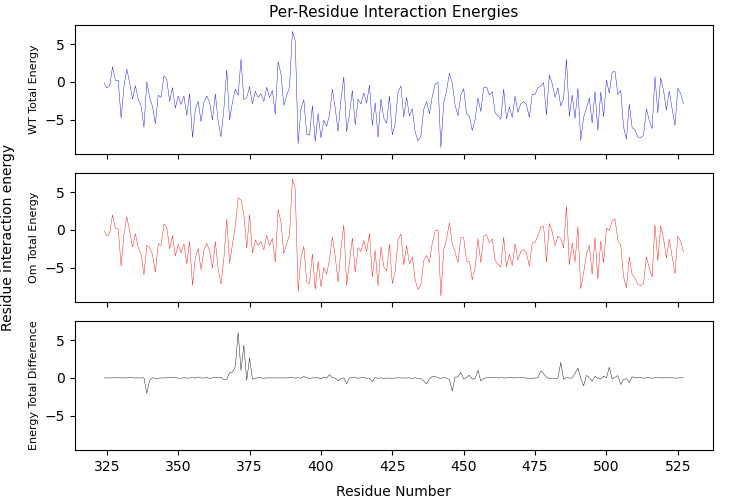 Per-Residue Interaction Energies
Residue interaction energy
WT Total Energy
5
0
−5
Om Total Energy
5
0
−5
Energy Total Difference
5
0
−5
325 350 375 400 425 450 475 500 525
Residue Number